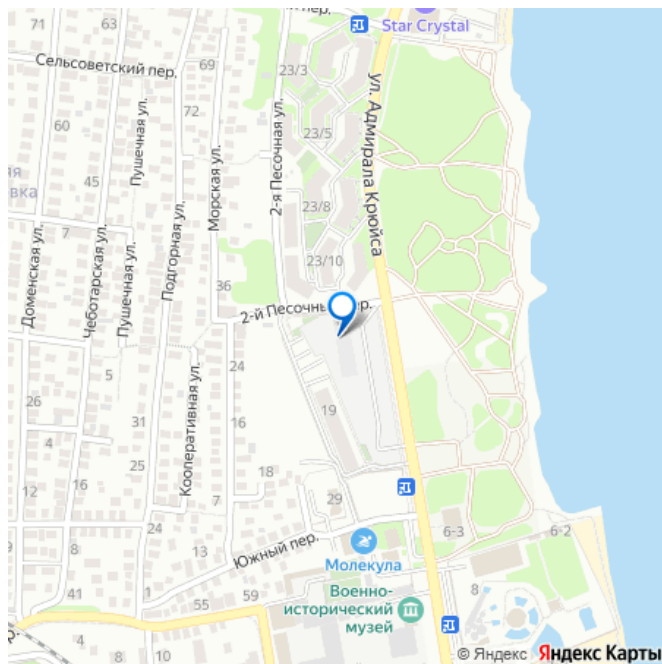 71
63
пер.
Star Crystal
Сельсоветский пер.
69
23/3
72
ул. Адмирала Крюйса
60
Пушечная ул.
2-я Песочная ул.
23/5
Морская ул.
яя
вка
45
7
23/8
Подгорная ул.
Доменская ул.
Чеботарская ул.
Пушечная ул.
23/10
36
2-й Песочный пер.
24
5
Кооперативная ул.
26
4
31
16
19
12
16
25
18
7
29
24
8
13
Южный пер.
6-3
6-2
Молекула
41
1
55
59
8
Военно-
исторический
музей
р.
© Яндекс Яндекс Карты